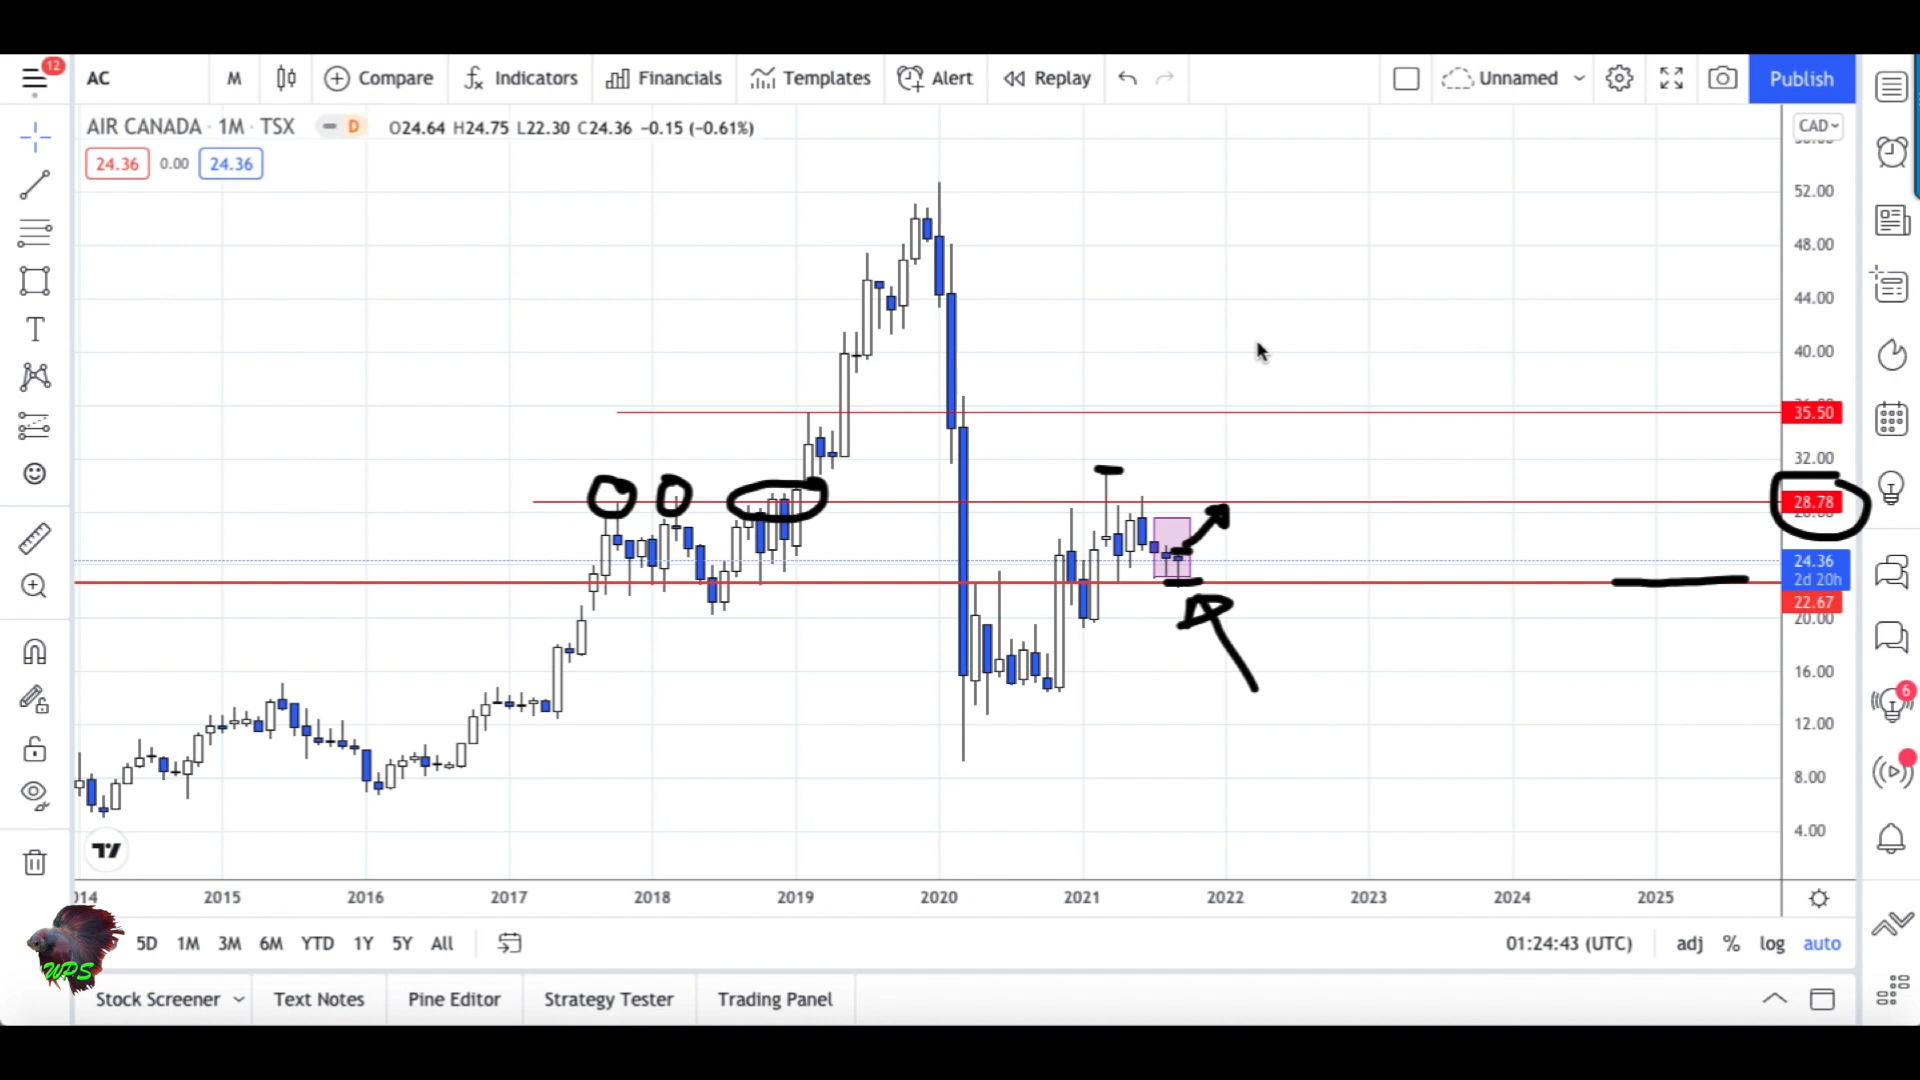 12
AC M Compare Indicators Financials Templates Alert Replay Unnamed Publish
AIR CANADA · 1M · TSX D O24.64 H24.75 L22.30 C24.36 −0.15 (−0.61%)
CAD
24.36 0.00 24.36
52.00
48.00
44.00
40.00
35.50
32.00
28.78
24.36
2d 20h
22.67
20.00
16.00
12.00
8.00
4.00
6
014 2015 2016 2017 2018 2019 2020 2021 2022 2023 2024 2025
5D 1M 3M 6M YTD 1Y 5Y All 01:24:43 (UTC) adj % log auto
WPS
Stock Screener Text Notes Pine Editor Strategy Tester Trading Panel